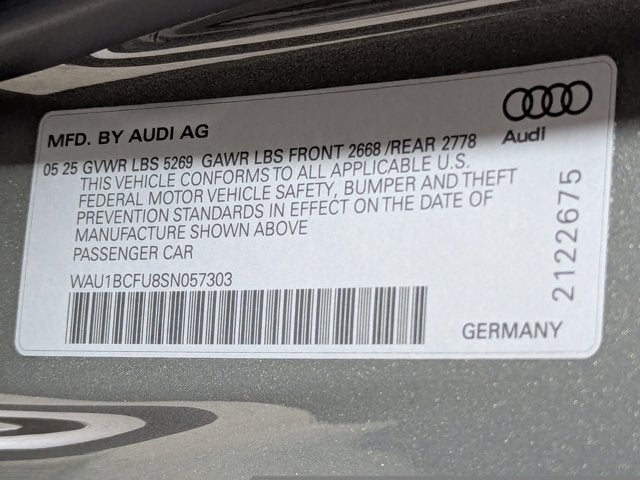 MFD. BY AUDI AG
Audi
05 25 GVWR LBS 5269 GAWR LBS FRONT 2668 /REAR 2778
THIS VEHICLE CONFORMS TO ALL APPLICABLE U.S.
FEDERAL MOTOR VEHICLE SAFETY, BUMPER AND THEFT
PREVENTION STANDARDS IN EFFECT ON THE DATE OF
MANUFACTURE SHOWN ABOVE
PASSENGER CAR
WAU1BCFU8SN057303
GERMANY
2122675